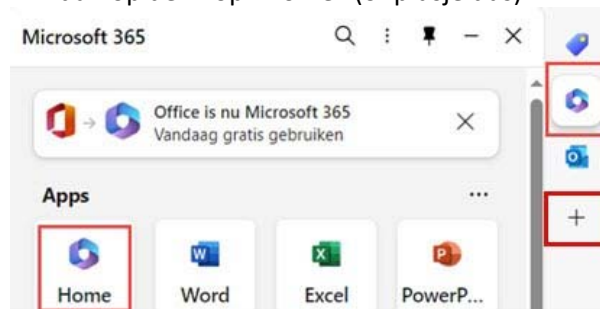 Microsoft 365
Office is nu Microsoft 365
Vandaag gratis gebruiken
Apps
Home Word Excel PowerP...